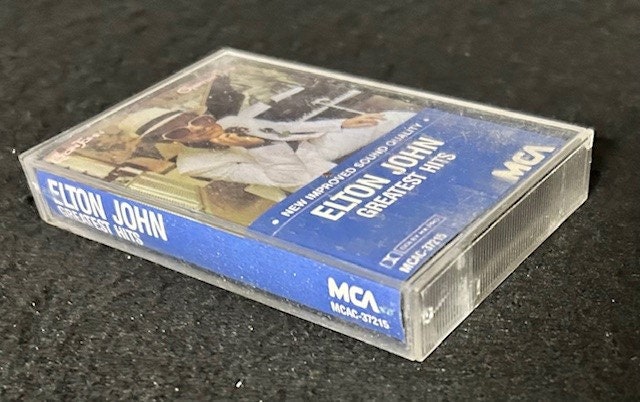 • NEW IMPROVED SOUND QUALITY •
ELTON JOHN
GREATEST HITS
MCA
MCAC-37215
ELTON JOHN
GREATEST HITS
MCA
MCAC-37215